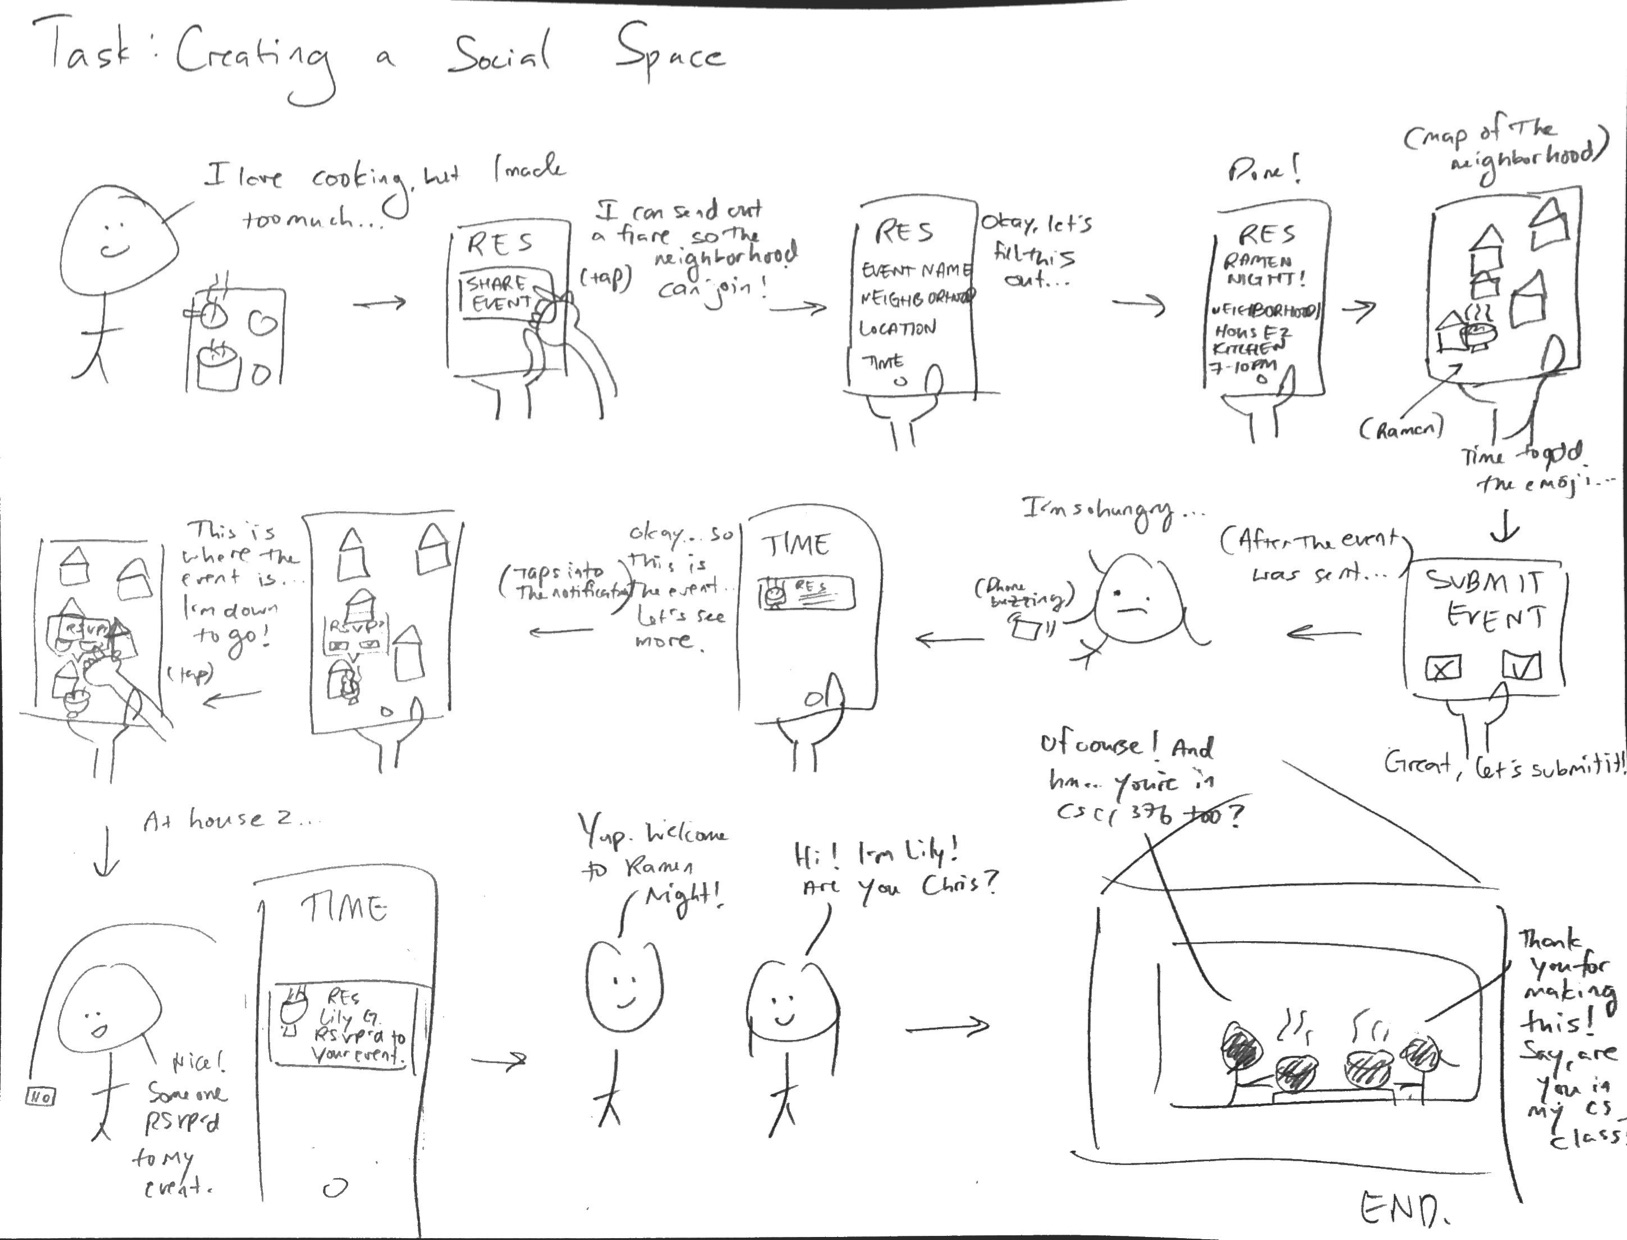 Task: Creating a Social Space
I love cooking, but I made
too much...
RES
SHARE
EVENT
(tap)
I can send out
a flare so the
neighborhood
can join!
RES
EVENT NAME
NEIGHBORHOOD
LOCATION
TIME
Okay, let's
fill this
out...
Done!
RES
RAMEN
NIGHT!
NEIGHBORHOOD
HOUSE 2
KITCHEN
7-10PM
(map of The
neighborhood)
(Ramen)
Time to add
the emoji...
SUBMIT
EVENT
Great, let's submit it!
(After the event
was sent...)
I'm so hungry...
(Phone
buzzing)
TIME
RES
okay... so
this is
the event...
Let's see
more.
(Taps into
The notification)
RSVP?
This is
where the
event is...
I'm down
to go!
(tap)
RSVP?
At house 2...
Nice!
Someone
RSVP'd
to My
event.
TIME
RES
Lily G.
RSVP'd to
Your event.
Yup. Welcome
to Ramen
Night!
Hi! I'm Lily!
Are you Chris?
Of course! And
hm... you're in
CSCI 376 too?
Thank
you for
making
this!
Say, are
you in
my CS
class
END.